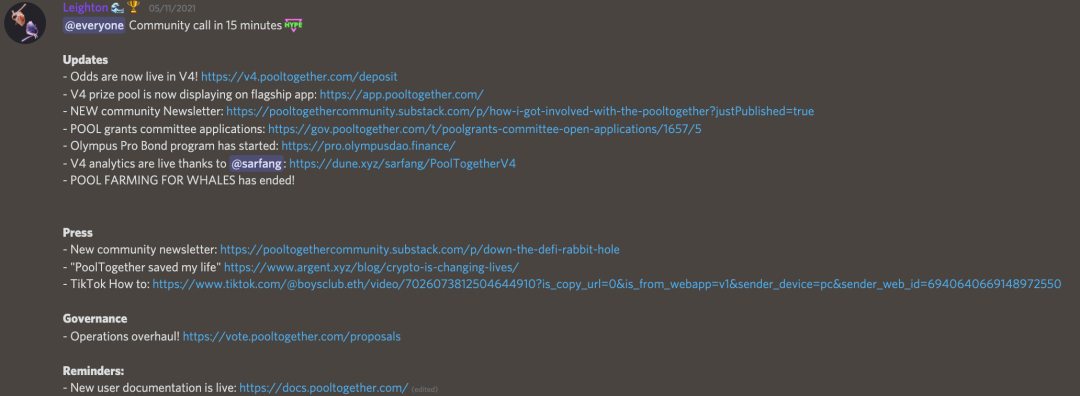 Leighton 🌊 🏆 05/11/2021
@everyone Community call in 15 minutes HYPE
Updates
- Odds are now live in V4! https://v4.pooltogether.com/deposit
- V4 prize pool is now displaying on flagship app: https://app.pooltogether.com/
- NEW community Newsletter: https://pooltogethercommunity.substack.com/p/how-i-got-involved-with-the-pooltogether?justPublished=true
- POOL grants committee applications: https://gov.pooltogether.com/t/poolgrants-committee-open-applications/1657/5
- Olympus Pro Bond program has started: https://pro.olympusdao.finance/
- V4 analytics are live thanks to @sarfang: https://dune.xyz/sarfang/PoolTogetherV4
- POOL FARMING FOR WHALES has ended!
Press
- New community newsletter: https://pooltogethercommunity.substack.com/p/down-the-defi-rabbit-hole
- "PoolTogether saved my life" https://www.argent.xyz/blog/crypto-is-changing-lives/
- TikTok How to: https://www.tiktok.com/@boysclub.eth/video/7026073812504644910?is_copy_url=0&is_from_webapp=v1&sender_device=pc&sender_web_id=6940640669148972550
Governance
- Operations overhaul! https://vote.pooltogether.com/proposals
Reminders:
- New user documentation is live: https://docs.pooltogether.com/ (edited)